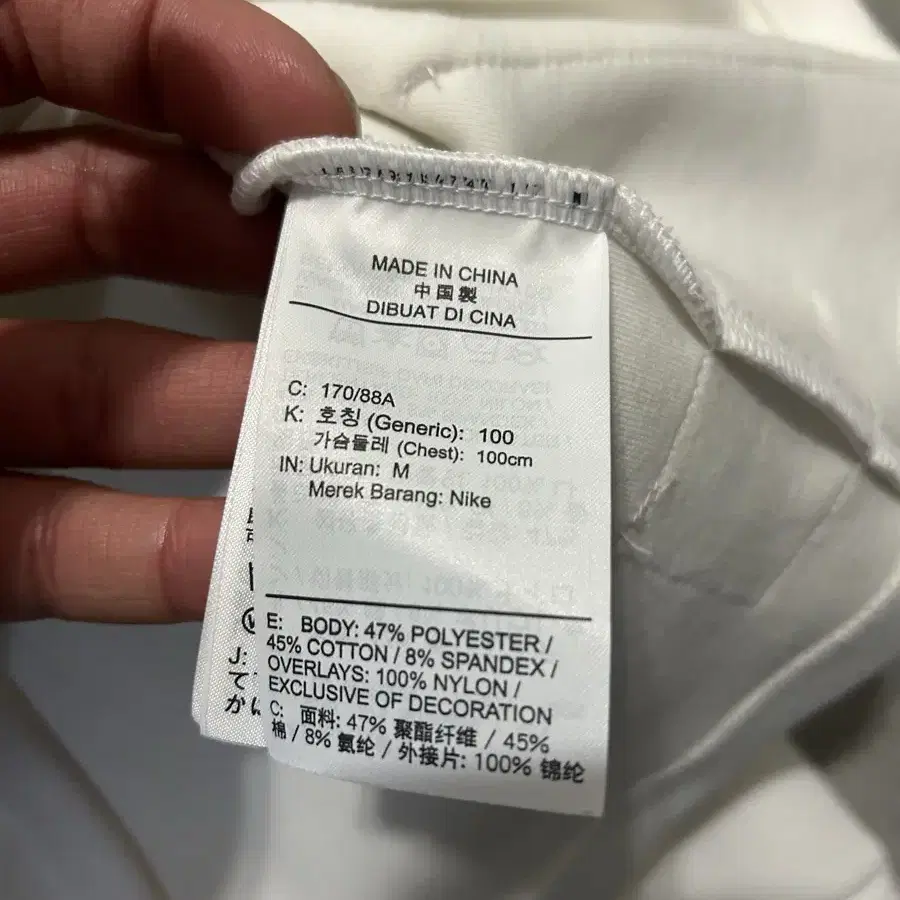 MADE IN CHINA
中国製
DIBUAT DI CINA
C: 170/88A
K: 호칭 (Generic): 100
가슴둘레 (Chest): 100cm
IN: Ukuran: M
Merek Barang: Nike
E: BODY: 47% POLYESTER /
45% COTTON / 8% SPANDEX /
OVERLAYS: 100% NYLON /
EXCLUSIVE OF DECORATION
C: 面料: 47% 聚酯纤维 / 45%
棉 / 8% 氨纶 / 外接片: 100% 锦纶
J: